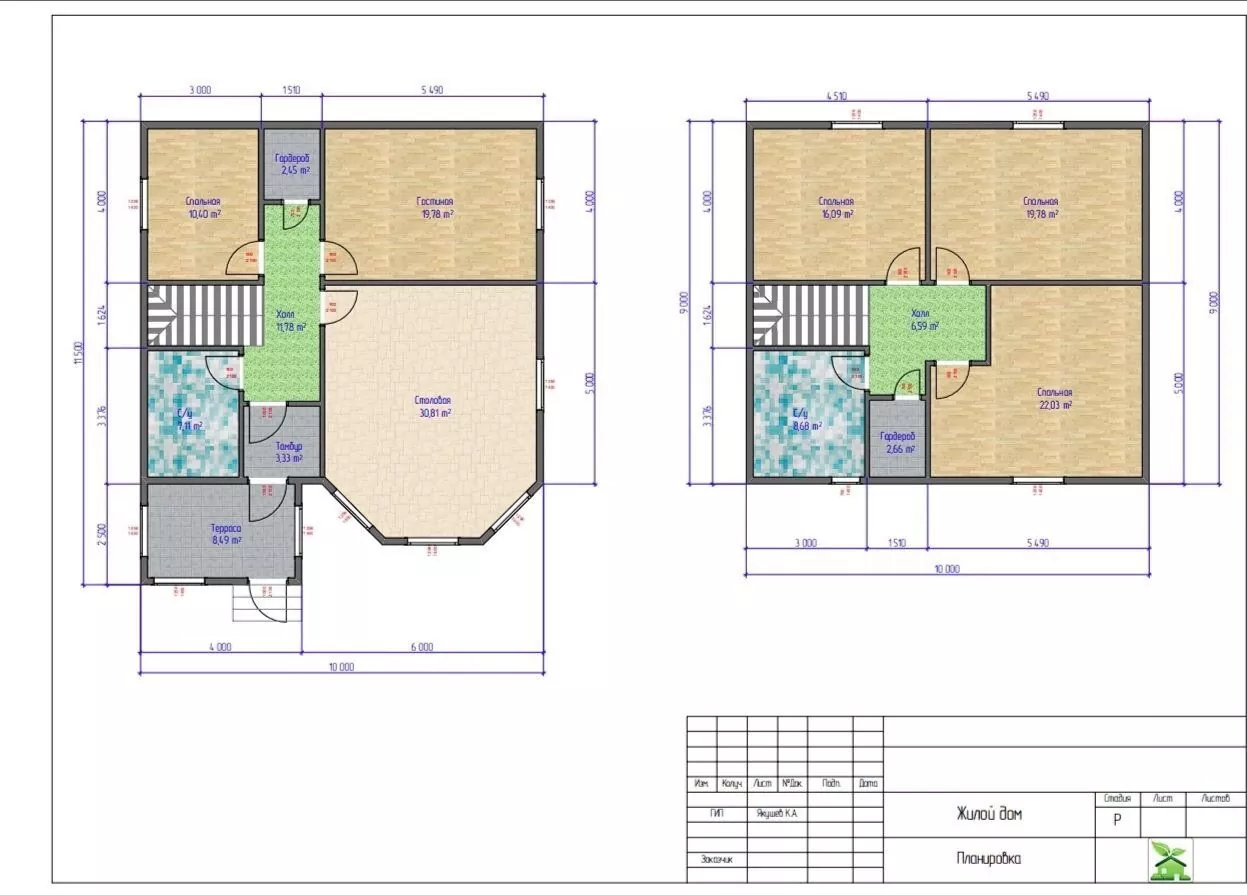 3 000
1 510
5 490
4 000
1 624
3 376
2 500
11 500
4 000
5 000
4 000
6 000
10 000
Спальная
10,40 m²
Гардероб
2,45 m²
Гостиная
19,78 m²
Холл
11,78 m²
Столовая
30,81 m²
С/у
7,11 m²
Тамбур
3,33 m²
Терраса
8,49 m²
4 510
5 490
9 000
4 000
1 624
3 376
4 000
5 000
9 000
3 000
1 510
5 490
10 000
Спальная
16,09 m²
Спальная
19,78 m²
Холл
6,59 m²
Спальная
22,03 m²
С/у
8,68 m²
Гардероб
2,66 m²
Изм. Кол.уч Лист №Док. Подп. Дата
ГИП Якушев К.А.
Заказчик
Жилой дом
Стадия Лист Листов
Р
Планировка